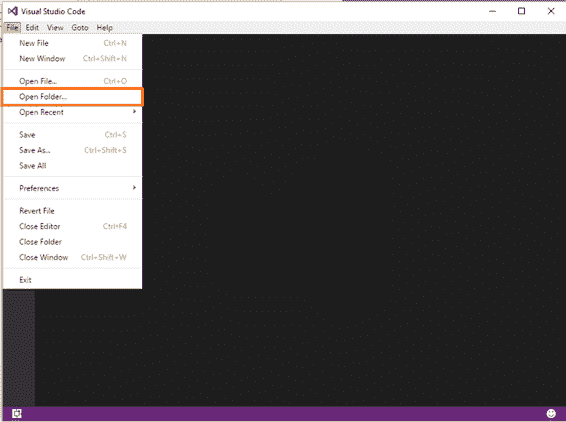 Visual Studio Code
File Edit View Goto Help
New File Ctrl+N
New Window Ctrl+Shift+N
Open File... Ctrl+O
Open Folder...
Open Recent
Save Ctrl+S
Save As... Ctrl+Shift+S
Save All
Preferences
Revert File
Close Editor Ctrl+F4
Close Folder
Close Window Ctrl+Shift+W
Exit